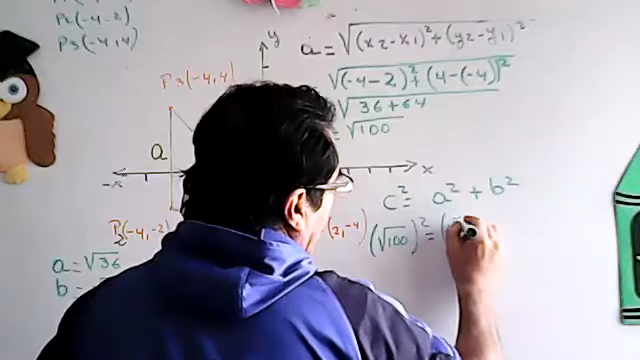 P2(-4,-2)
P3(-4,4)
y
a = √(x2-x1)²+(y2-y1)²
P3(-4,4)
√(-4-2)²+(4-(-4))²
√36+64
= √100
a
-x
x
c² = a² + b²
P2(-4,-2)
(2,-4)
(√100)² = (
a = √36
b =